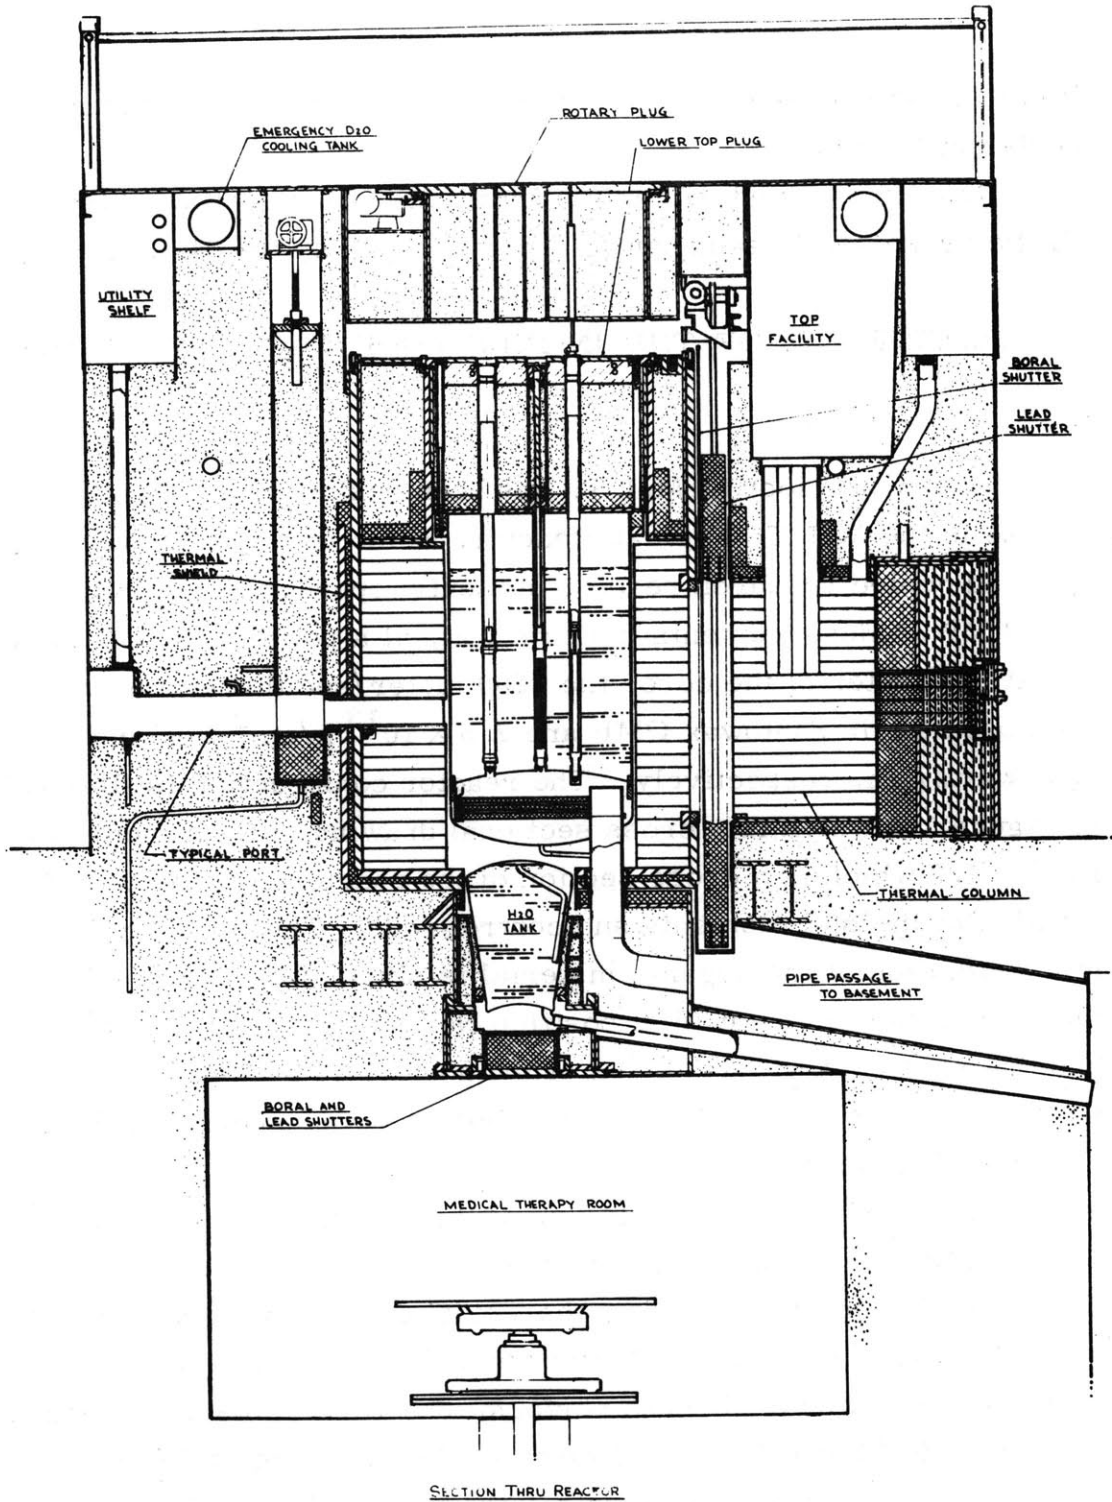 ROTARY PLUG
EMERGENCY D2O
COOLING TANK
LOWER TOP PLUG
UTILITY
SHELF
TOP
FACILITY
BORAL
SHUTTER
LEAD
SHUTTER
THERMAL
SHIELD
TYPICAL PORT
THERMAL COLUMN
H2O
TANK
PIPE PASSAGE
TO BASEMENT
BORAL AND
LEAD SHUTTERS
MEDICAL THERAPY ROOM
SECTION THRU REACTOR